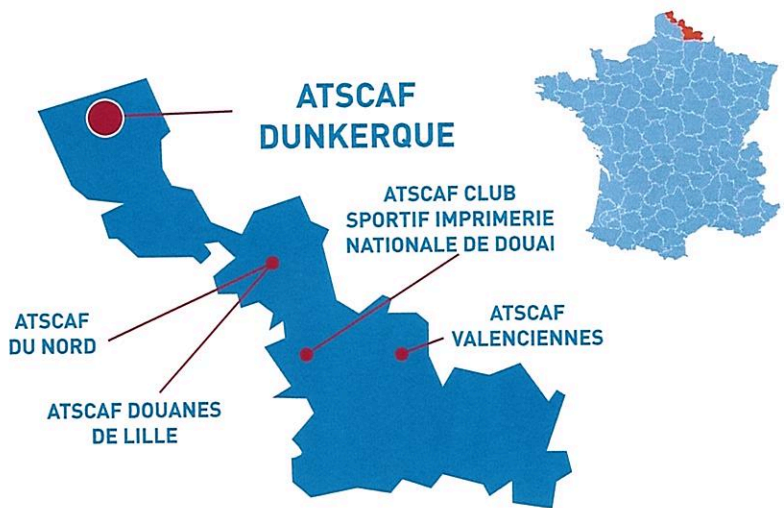 ATSCAF
DUNKERQUE
ATSCAF CLUB
SPORTIF IMPRIMERIE
NATIONALE DE DOUAI
ATSCAF
DU NORD
ATSCAF
VALENCIENNES
ATSCAF DOUANES
DE LILLE